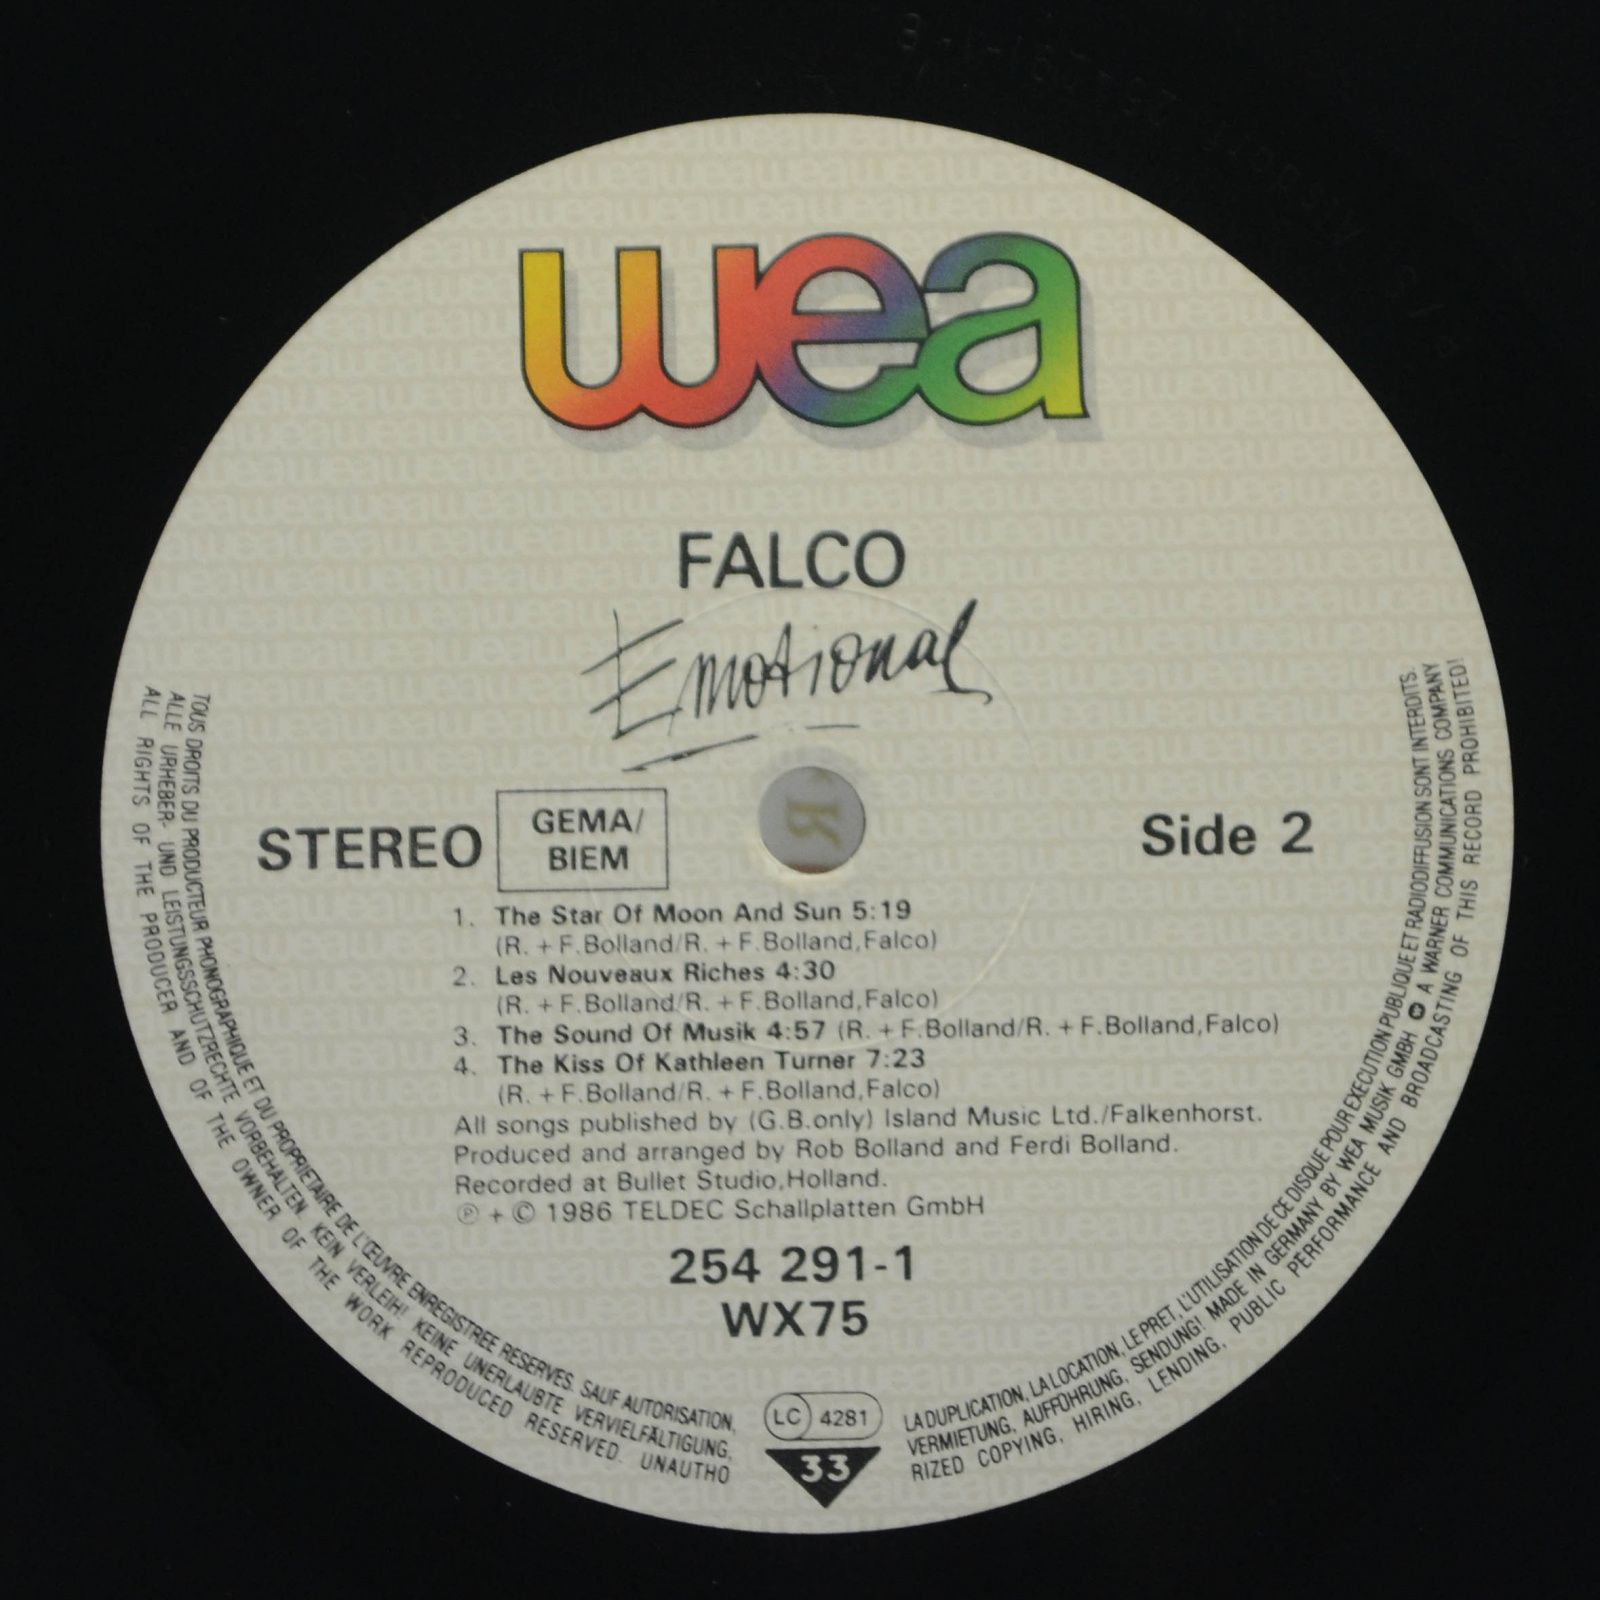 wea
FALCO
Emotional
STEREO
GEMA/
BIEM
Side 2
1. The Star Of Moon And Sun 5:19
(R. + F.Bolland/R. + F.Bolland,Falco)
2. Les Nouveaux Riches 4:30
(R. + F.Bolland/R. + F.Bolland,Falco)
3. The Sound Of Musik 4:57 (R. + F.Bolland/R. + F.Bolland,Falco)
4. The Kiss Of Kathleen Turner 7:23
(R. + F.Bolland/R. + F.Bolland,Falco)
All songs published by (G.B.only) Island Music Ltd./Falkenhorst.
Produced and arranged by Rob Bolland and Ferdi Bolland.
Recorded at Bullet Studio,Holland.
℗ + © 1986 TELDEC Schallplatten GmbH
254 291-1
WX75
LC 4281
33
TOUS DROITS DU PRODUCTEUR PHONOGRAPHIQUE ET DU PROPRIETAIRE DE L'ŒUVRE ENREGISTREE RESERVES. SAUF AUTORISATION, LA DUPLICATION, LA LOCATION, LE PRET, L'UTILISATION DE CE DISQUE POUR EXECUTION PUBLIQUE ET RADIODIFFUSION SONT INTERDITS.
ALLE URHEBER- UND LEISTUNGSSCHUTZRECHTE VORBEHALTEN. KEIN VERLEIH! KEINE UNERLAUBTE VERVIELFÄLTIGUNG, VERMIETUNG, AUFFÜHRUNG, SENDUNG! MADE IN GERMANY BY WEA MUSIK GMBH A WARNER COMMUNICATIONS COMPANY
ALL RIGHTS OF THE PRODUCER AND OF THE OWNER OF THE WORK REPRODUCED RESERVED. UNAUTHORIZED COPYING, HIRING, LENDING, PUBLIC PERFORMANCE AND BROADCASTING OF THIS RECORD PROHIBITED!